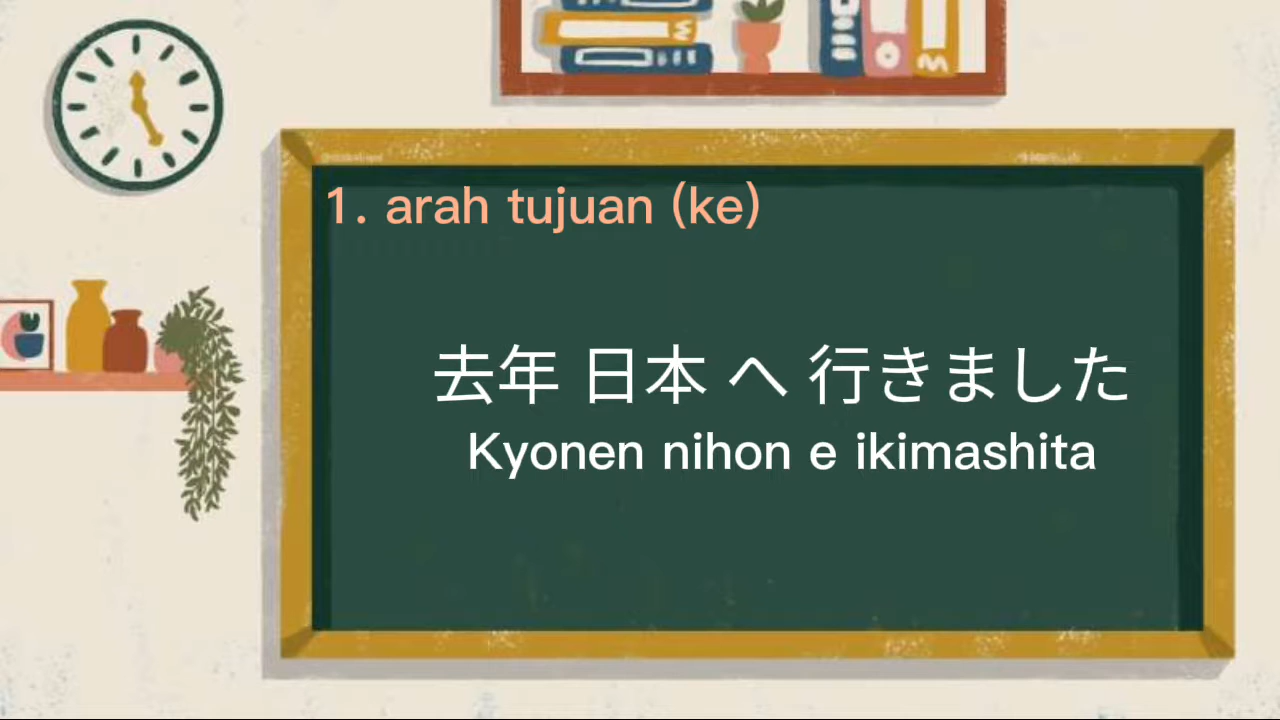 1. arah tujuan (ke)
去年 日本 へ 行きました
Kyonen nihon e ikimashita